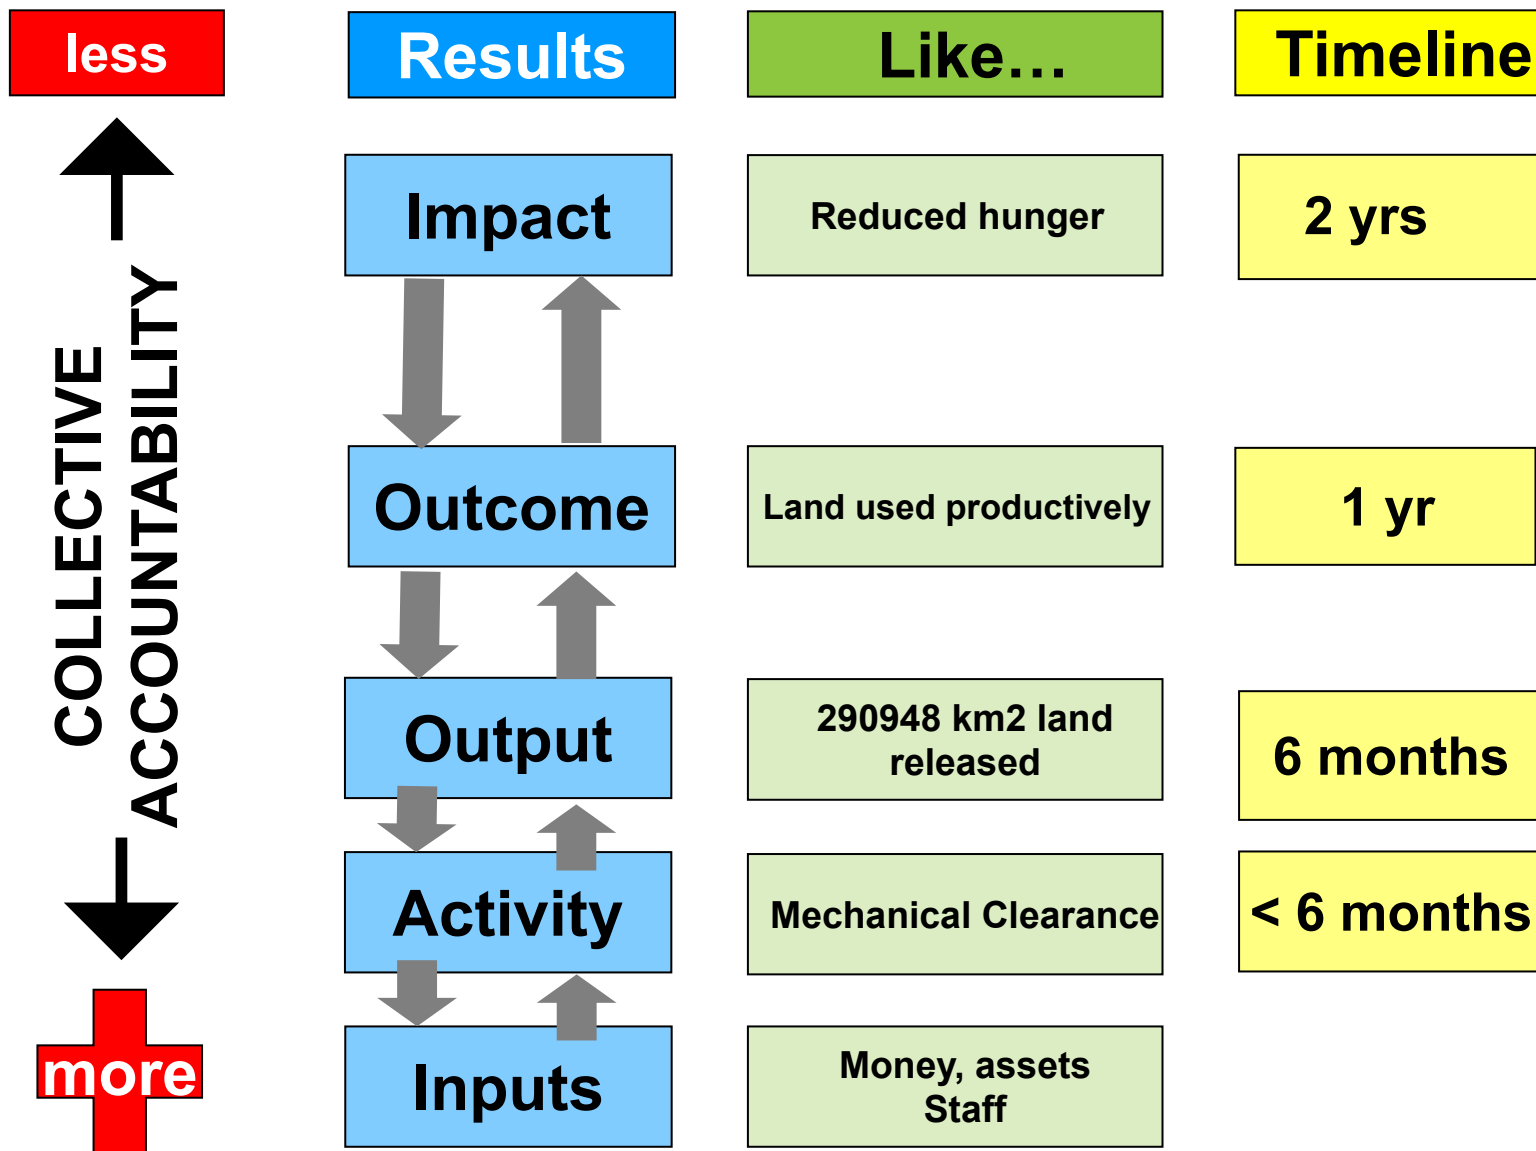 less
Results
Like…
Timeline
COLLECTIVE
ACCOUNTABILITY
Impact
Reduced hunger
2 yrs
Outcome
Land used productively
1 yr
Output
290948 km2 land
released
6 months
Activity
Mechanical Clearance
< 6 months
more
Inputs
Money, assets
Staff